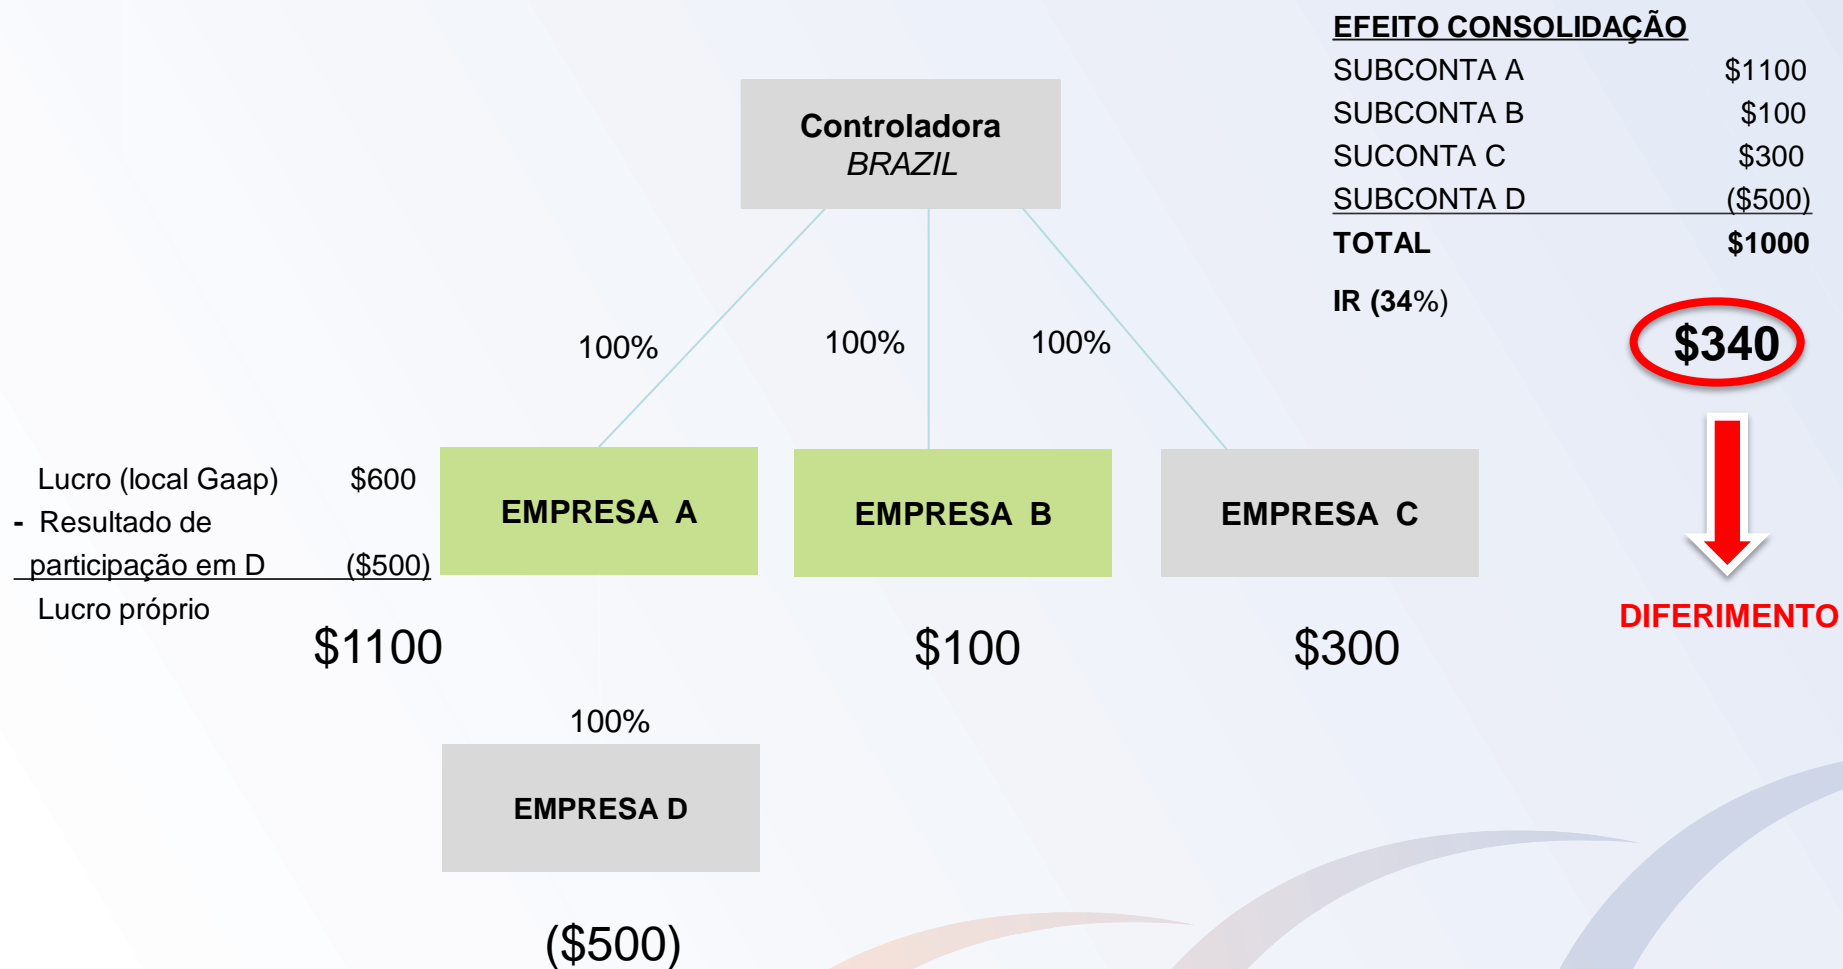 EFEITO CONSOLIDAÇÃO
SUBCONTA A $1100
SUBCONTA B $100
SUCONTA C $300
SUBCONTA D ($500)
TOTAL $1000
IR (34%)
$340
DIFERIMENTO
Controladora
BRAZIL
100% 100% 100%
Lucro (local Gaap) $600
- Resultado de
participação em D ($500)
Lucro próprio
$1100
EMPRESA A
EMPRESA B
$100
EMPRESA C
$300
100%
EMPRESA D
($500)